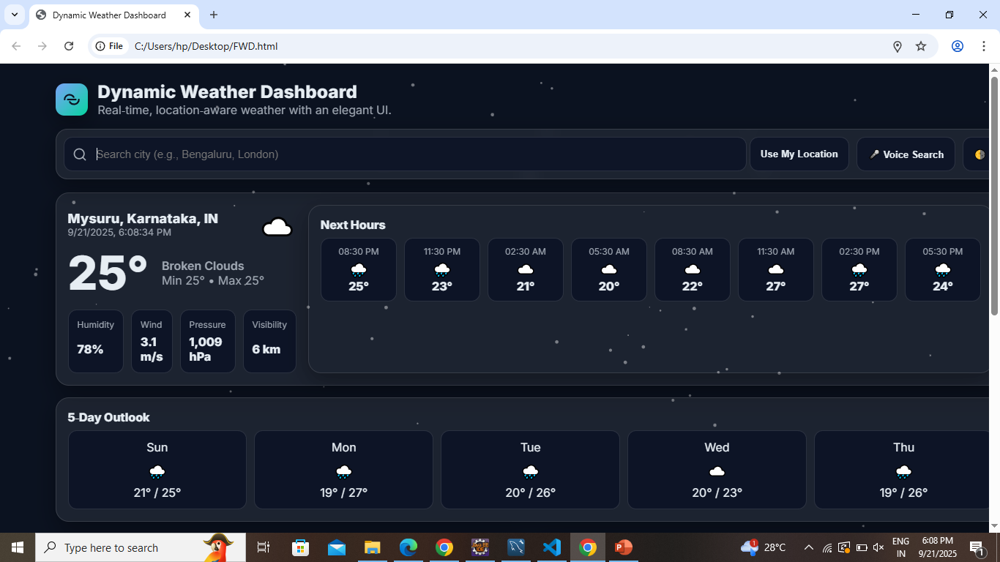 Dynamic Weather Dashboard
File C:/Users/hp/Desktop/FWD.html
Dynamic Weather Dashboard
Real-time, location-aware weather with an elegant UI.
Search city (e.g., Bengaluru, London)
Use My Location
Voice Search
Mysuru, Karnataka, IN
9/21/2025, 6:08:34 PM
25°
Broken Clouds
Min 25° • Max 25°
Humidity
78%
Wind
3.1
m/s
Pressure
1,009
hPa
Visibility
6 km
Next Hours
08:30 PM
25°
11:30 PM
23°
02:30 AM
21°
05:30 AM
20°
08:30 AM
22°
11:30 AM
27°
02:30 PM
27°
05:30 PM
24°
5-Day Outlook
Sun
21° / 25°
Mon
19° / 27°
Tue
20° / 26°
Wed
20° / 23°
Thu
19° / 26°
Type here to search
Java EE
IDE
1
28°C
ENG
IN
6:08 PM
9/21/2025
1